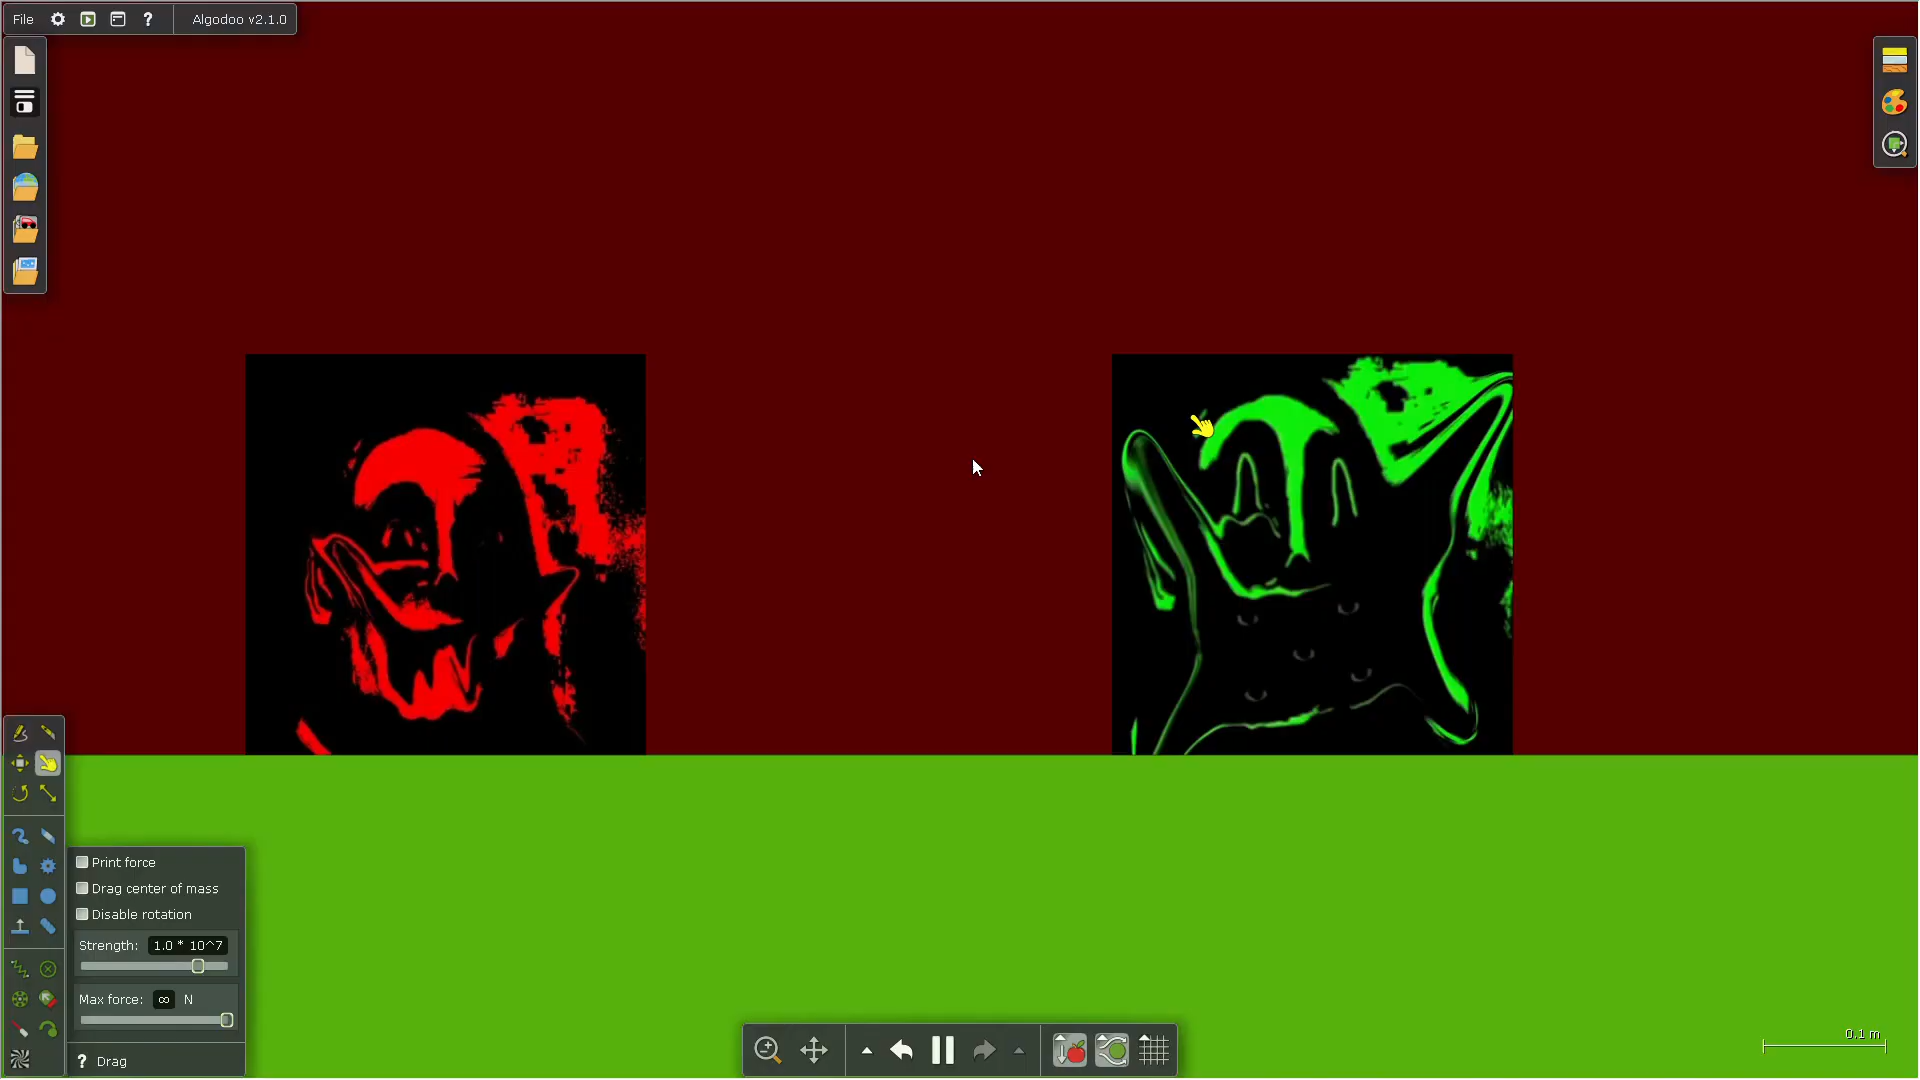 File ? Algodoo v2.1.0
Print force
Drag center of mass
Disable rotation
Strength: 1.0 * 10^7
Max force: ∞ N
? Drag
0.1 m